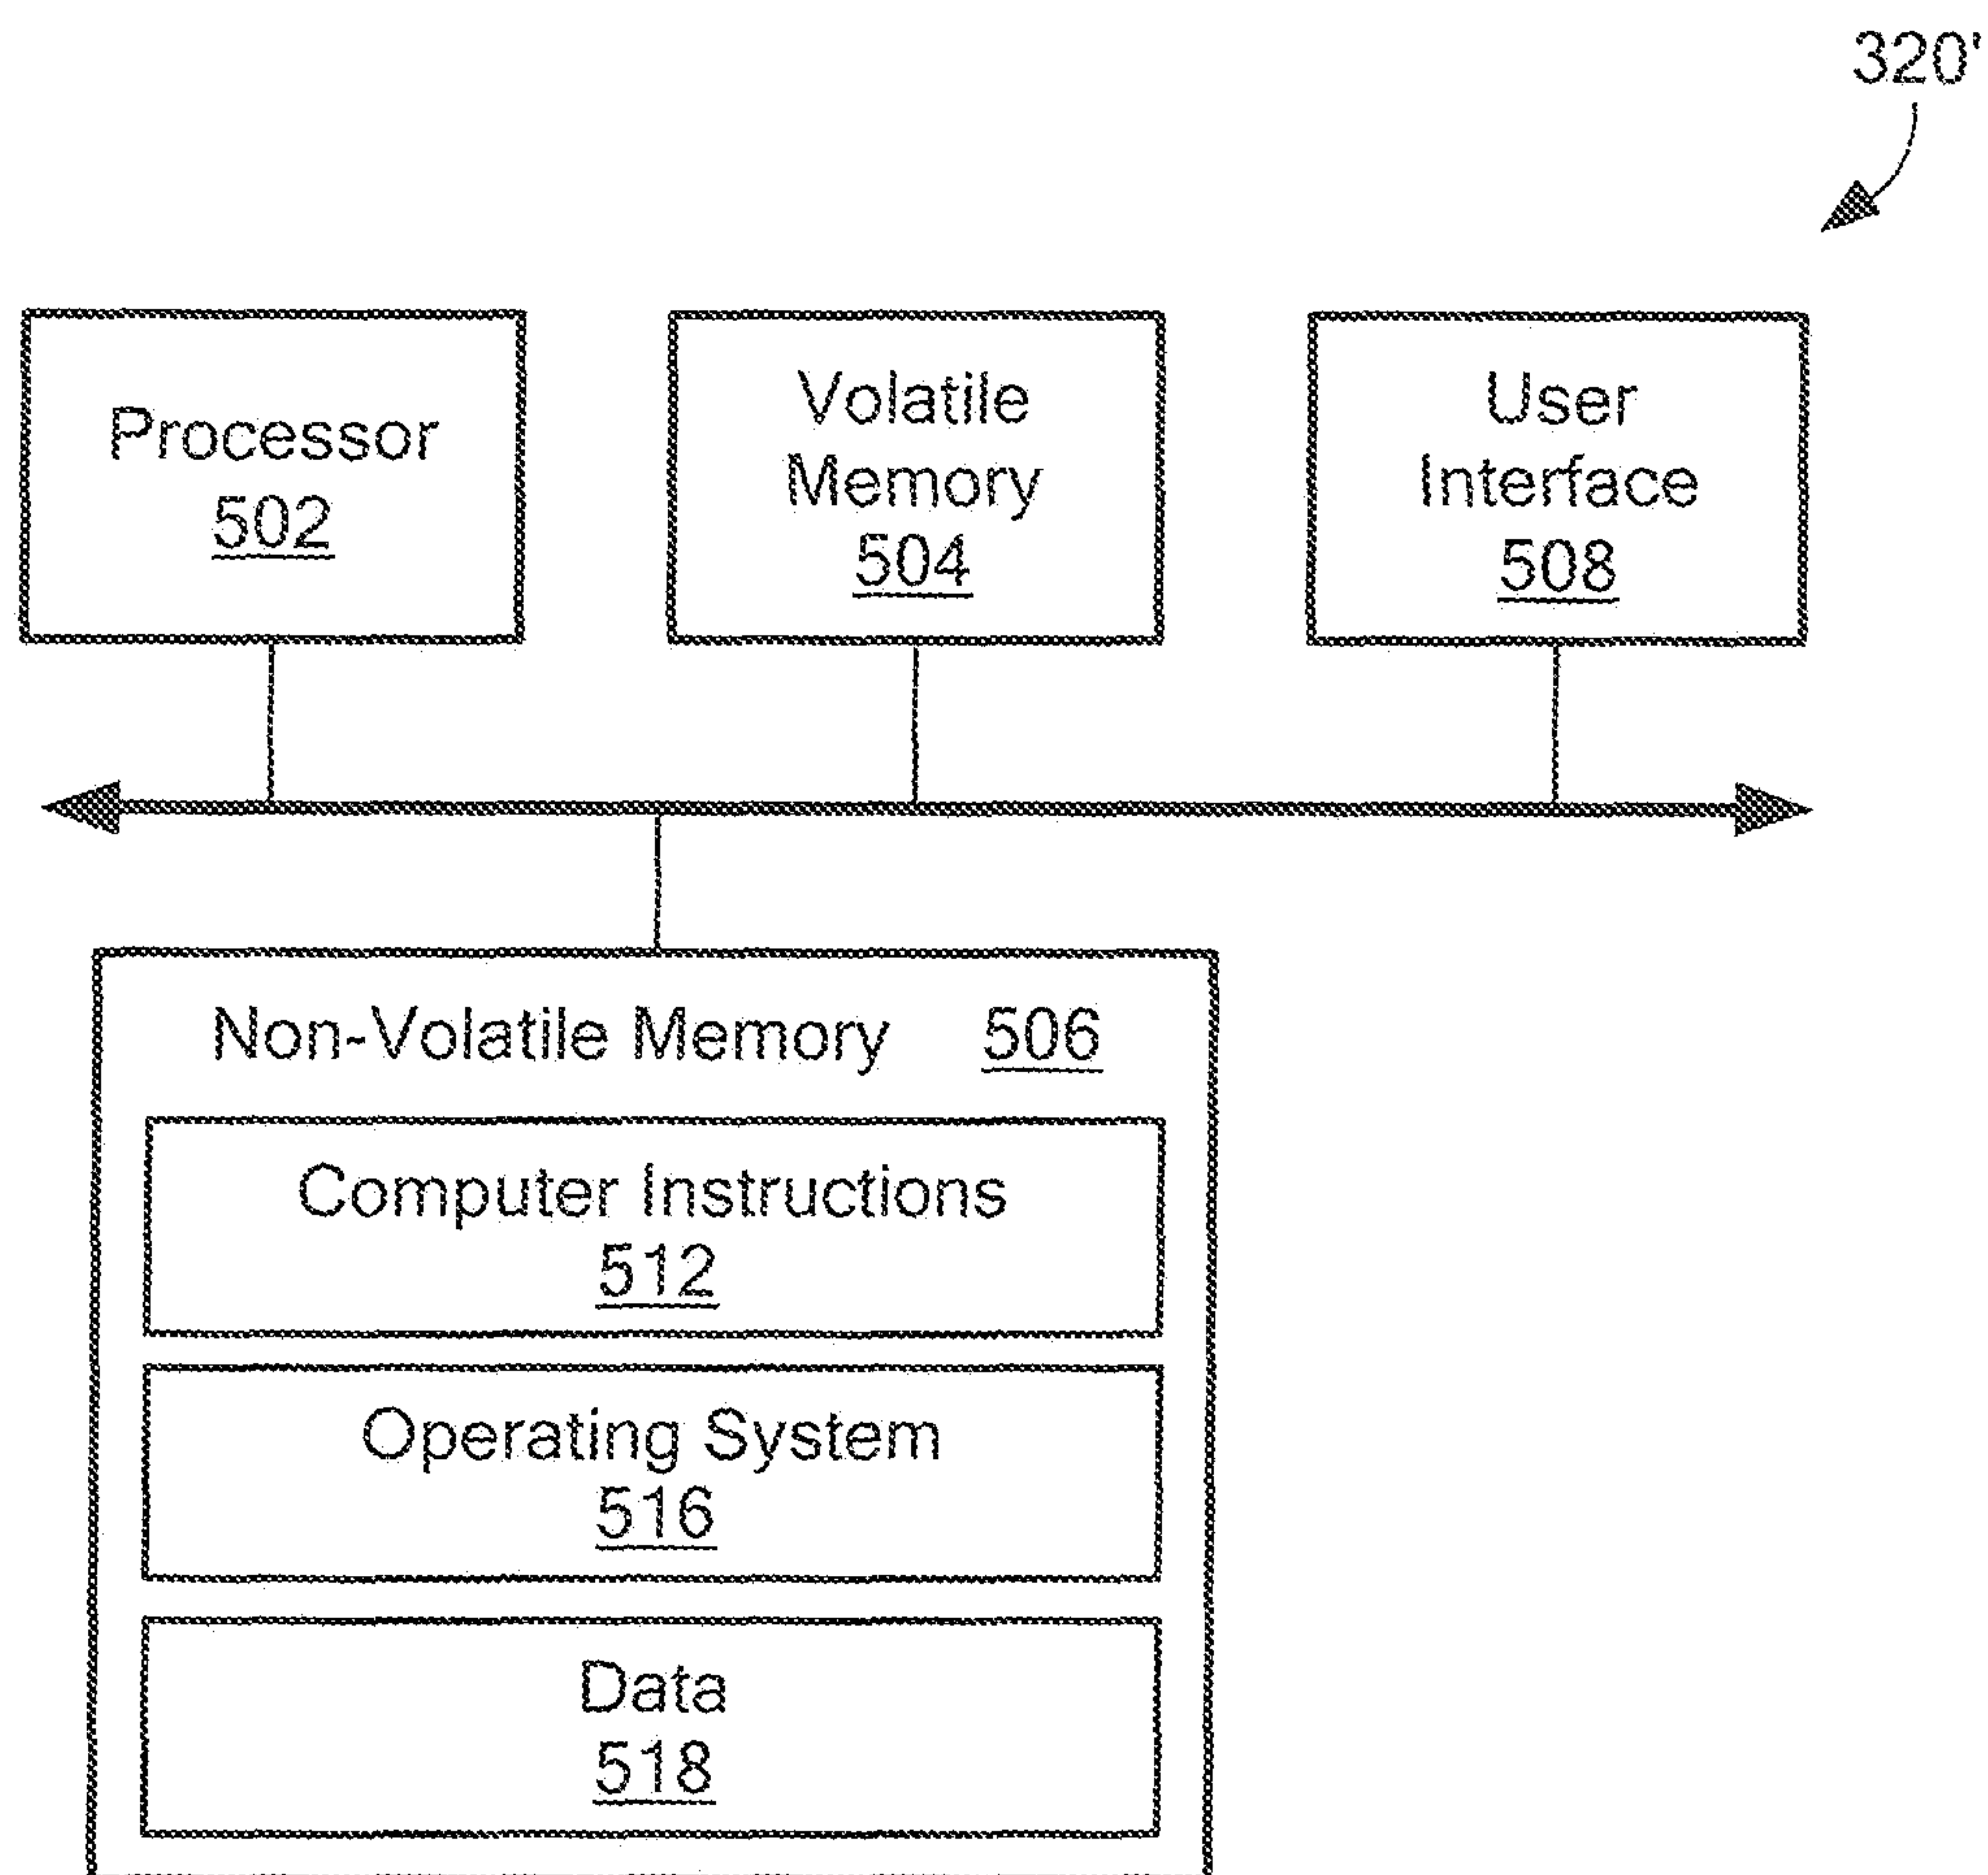 320'
Processor
502
Volatile
Memory
504
User
Interface
508
Non-Volatile Memory 506
Computer Instructions
512
Operating System
516
Data
518